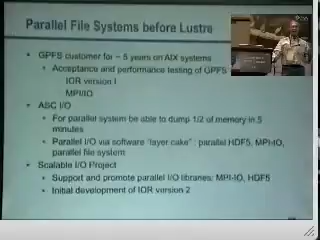 Parallel File Systems before Lustre
• GPFS customer for ~ 5 years on AIX systems
• Acceptance and performance testing of GPFS
IOR version I
MPI/IO
• ASC I/O
• For parallel system be able to dump 1/2 of memory in 5
minutes
• Parallel I/O via software "layer cake" : parallel HDF5, MPI-IO,
parallel file system
• Scalable I/O Project
• Support and promote parallel I/O libraries: MPI-IO, HDF5
• Initial development of IOR version 2